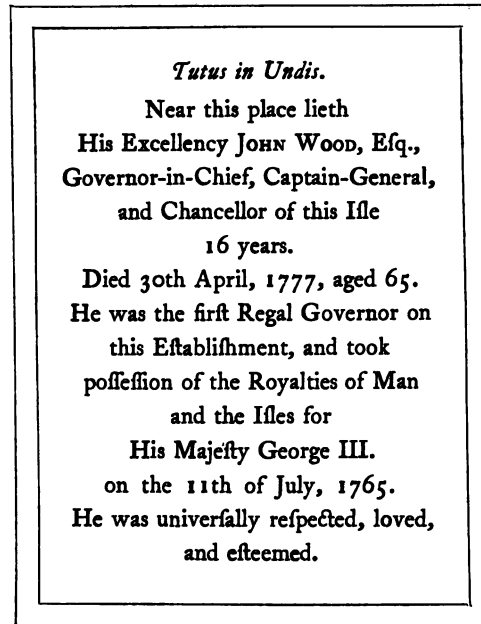 Tutus in Undis.
Near this place lieth
His Excellency John Wood, Eſq.,
Governor-in-Chief, Captain-General,
and Chancellor of this Iſle
16 years.
Died 30th April, 1777, aged 65.
He was the firſt Regal Governor on
this Eſtabliſhment, and took
poſſeſſion of the Royalties of Man
and the Iſles for
His Majeſty George III.
on the 11th of July, 1765.
He was univerſally reſpected, loved,
and eſteemed.